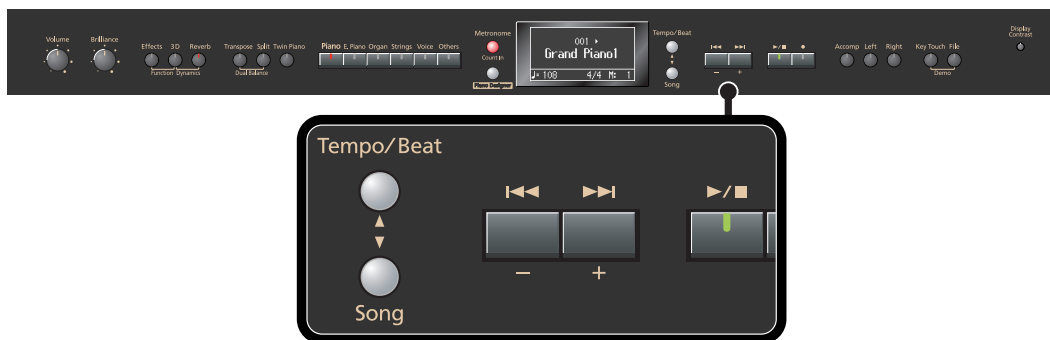 Volume
Brilliance
Effects 3D Reverb
Function Dynamics
Transpose Split Twin Piano
Dual Balance
Piano E. Piano Organ Strings Voice Others
Metronome
Count In
Piano Designer
001
Grand Piano1
♩= 108 4/4 M: 1
Tempo/Beat
Song
− +
Accomp Left Right
Key Touch File
Demo
Display
Contrast
Tempo/Beat
− +
Song